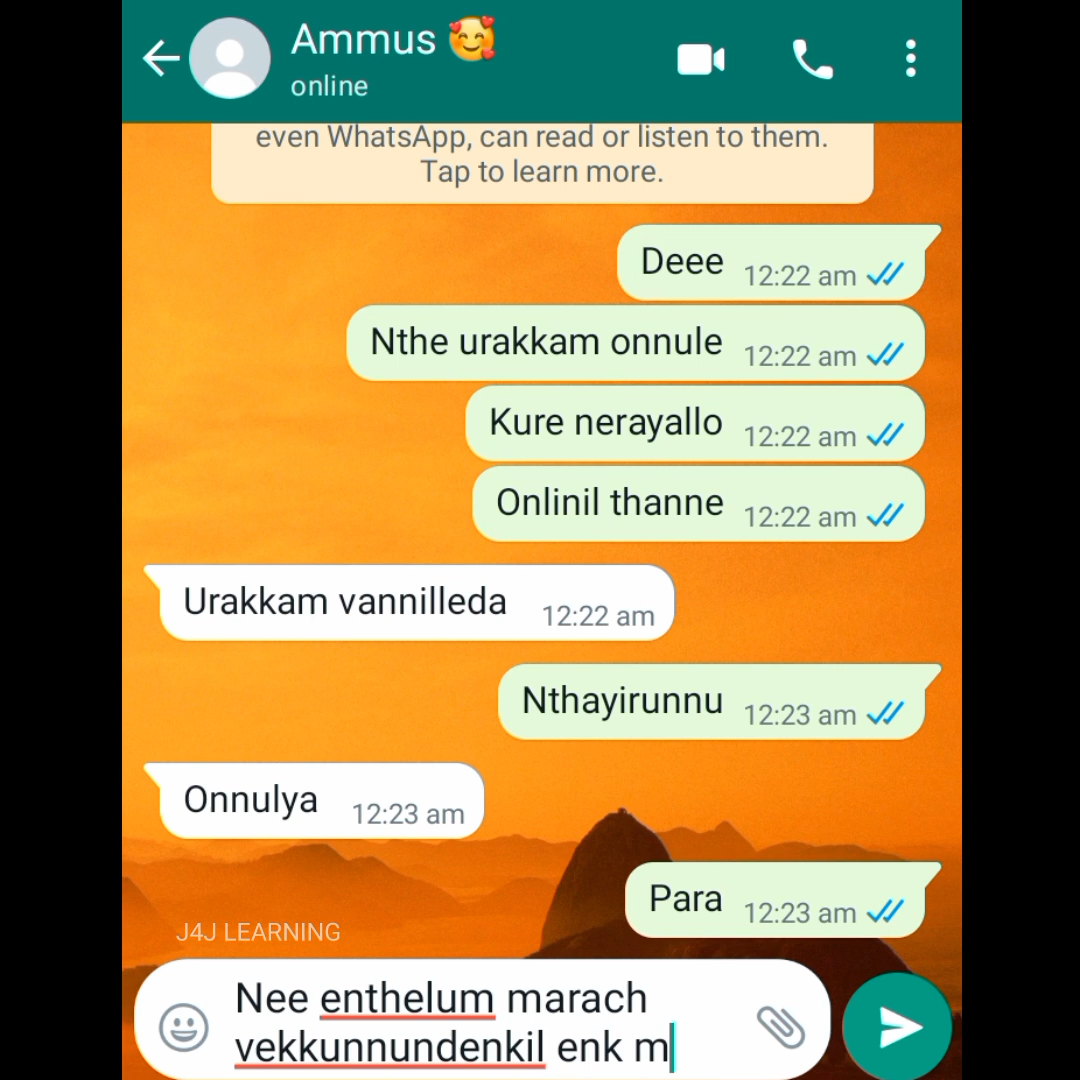 Ammus 🥰
online
even WhatsApp, can read or listen to them.
Tap to learn more.
Deee 12:22 am
Nthe urakkam onnule 12:22 am
Kure nerayallo 12:22 am
Onlinil thanne 12:22 am
Urakkam vannilleda 12:22 am
Nthayirunnu 12:23 am
Onnulya 12:23 am
Para 12:23 am
J4J LEARNING
Nee enthelum marach
vekkunnundenkil enk m